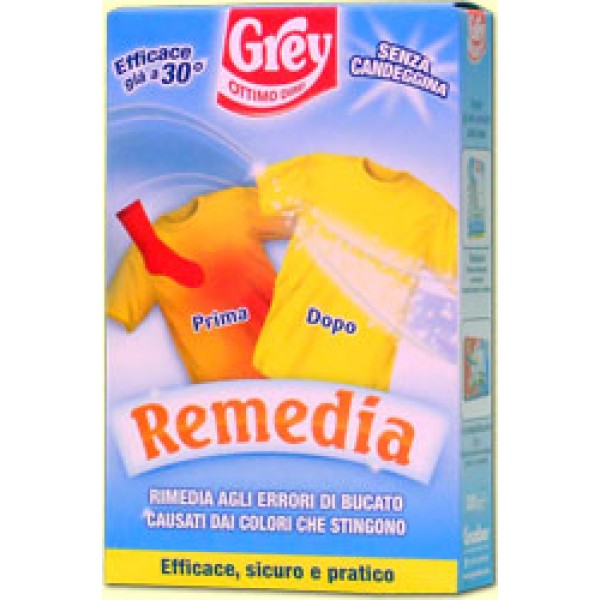 Efficace
già a 30°
Grey
OTTIMO DIREI
SENZA
CANDEGGINA
Prima
Dopo
Remedia
RIMEDIA AGLI ERRORI DI BUCATO
CAUSATI DAI COLORI CHE STINGONO
Efficace, sicuro e pratico